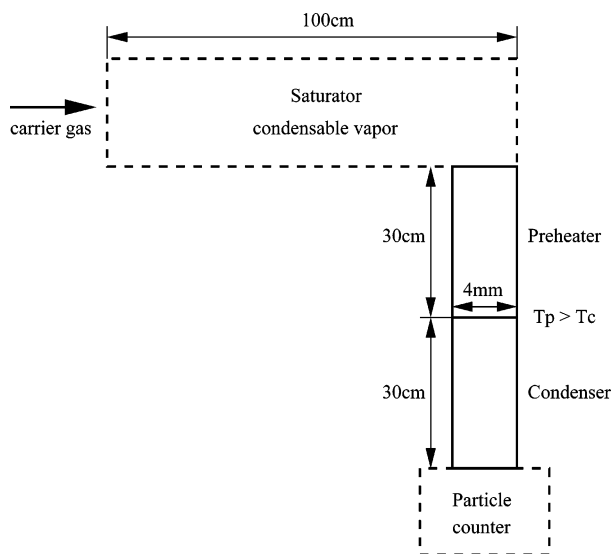 100cm
Saturator
condensable vapor
carrier gas
30cm
Preheater
4mm
Tp > Tc
30cm
Condenser
Particle
counter